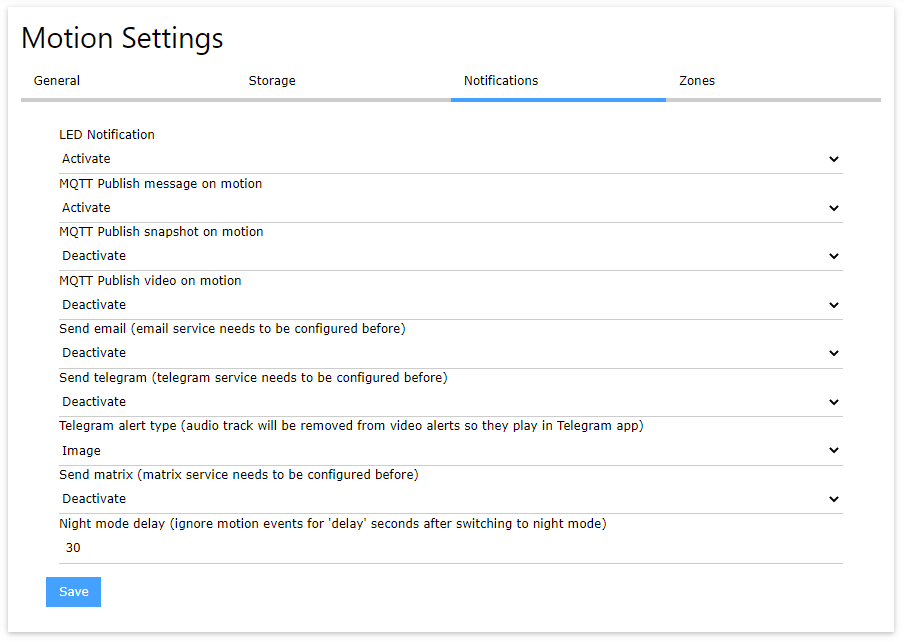 Motion Settings
General Storage Notifications Zones
LED Notification
Activate
MQTT Publish message on motion
Activate
MQTT Publish snapshot on motion
Deactivate
MQTT Publish video on motion
Deactivate
Send email (email service needs to be configured before)
Deactivate
Send telegram (telegram service needs to be configured before)
Deactivate
Telegram alert type (audio track will be removed from video alerts so they play in Telegram app)
Image
Send matrix (matrix service needs to be configured before)
Deactivate
Night mode delay (ignore motion events for 'delay' seconds after switching to night mode)
30
Save